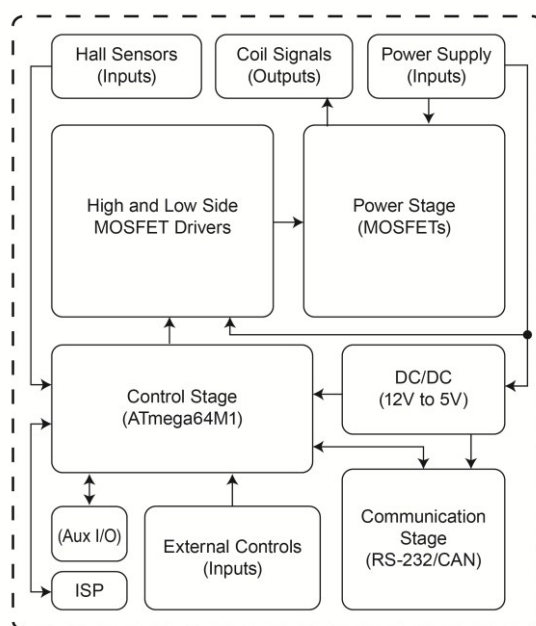 Hall Sensors
(Inputs)
Coil Signals
(Outputs)
Power Supply
(Inputs)
High and Low Side
MOSFET Drivers
Power Stage
(MOSFETs)
Control Stage
(ATmega64M1)
DC/DC
(12V to 5V)
(Aux I/O)
ISP
External Controls
(Inputs)
Communication
Stage
(RS-232/CAN)